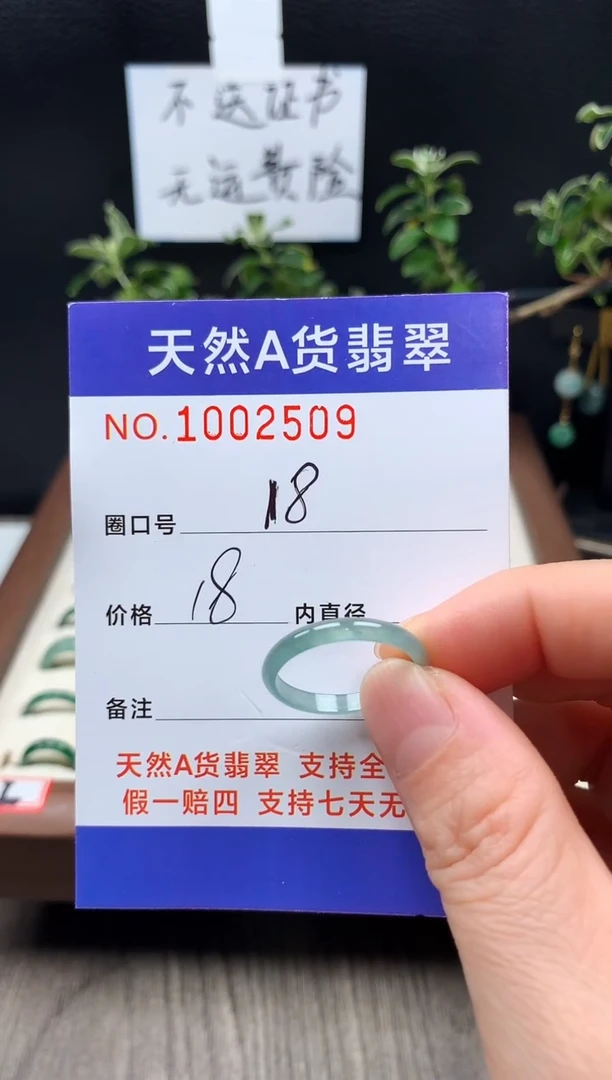 不送证书
无运费险
天然A货翡翠
NO.1002509
圈口号 18
价格 18 内直径
备注
天然A货翡翠 支持全
假一赔四 支持七天无